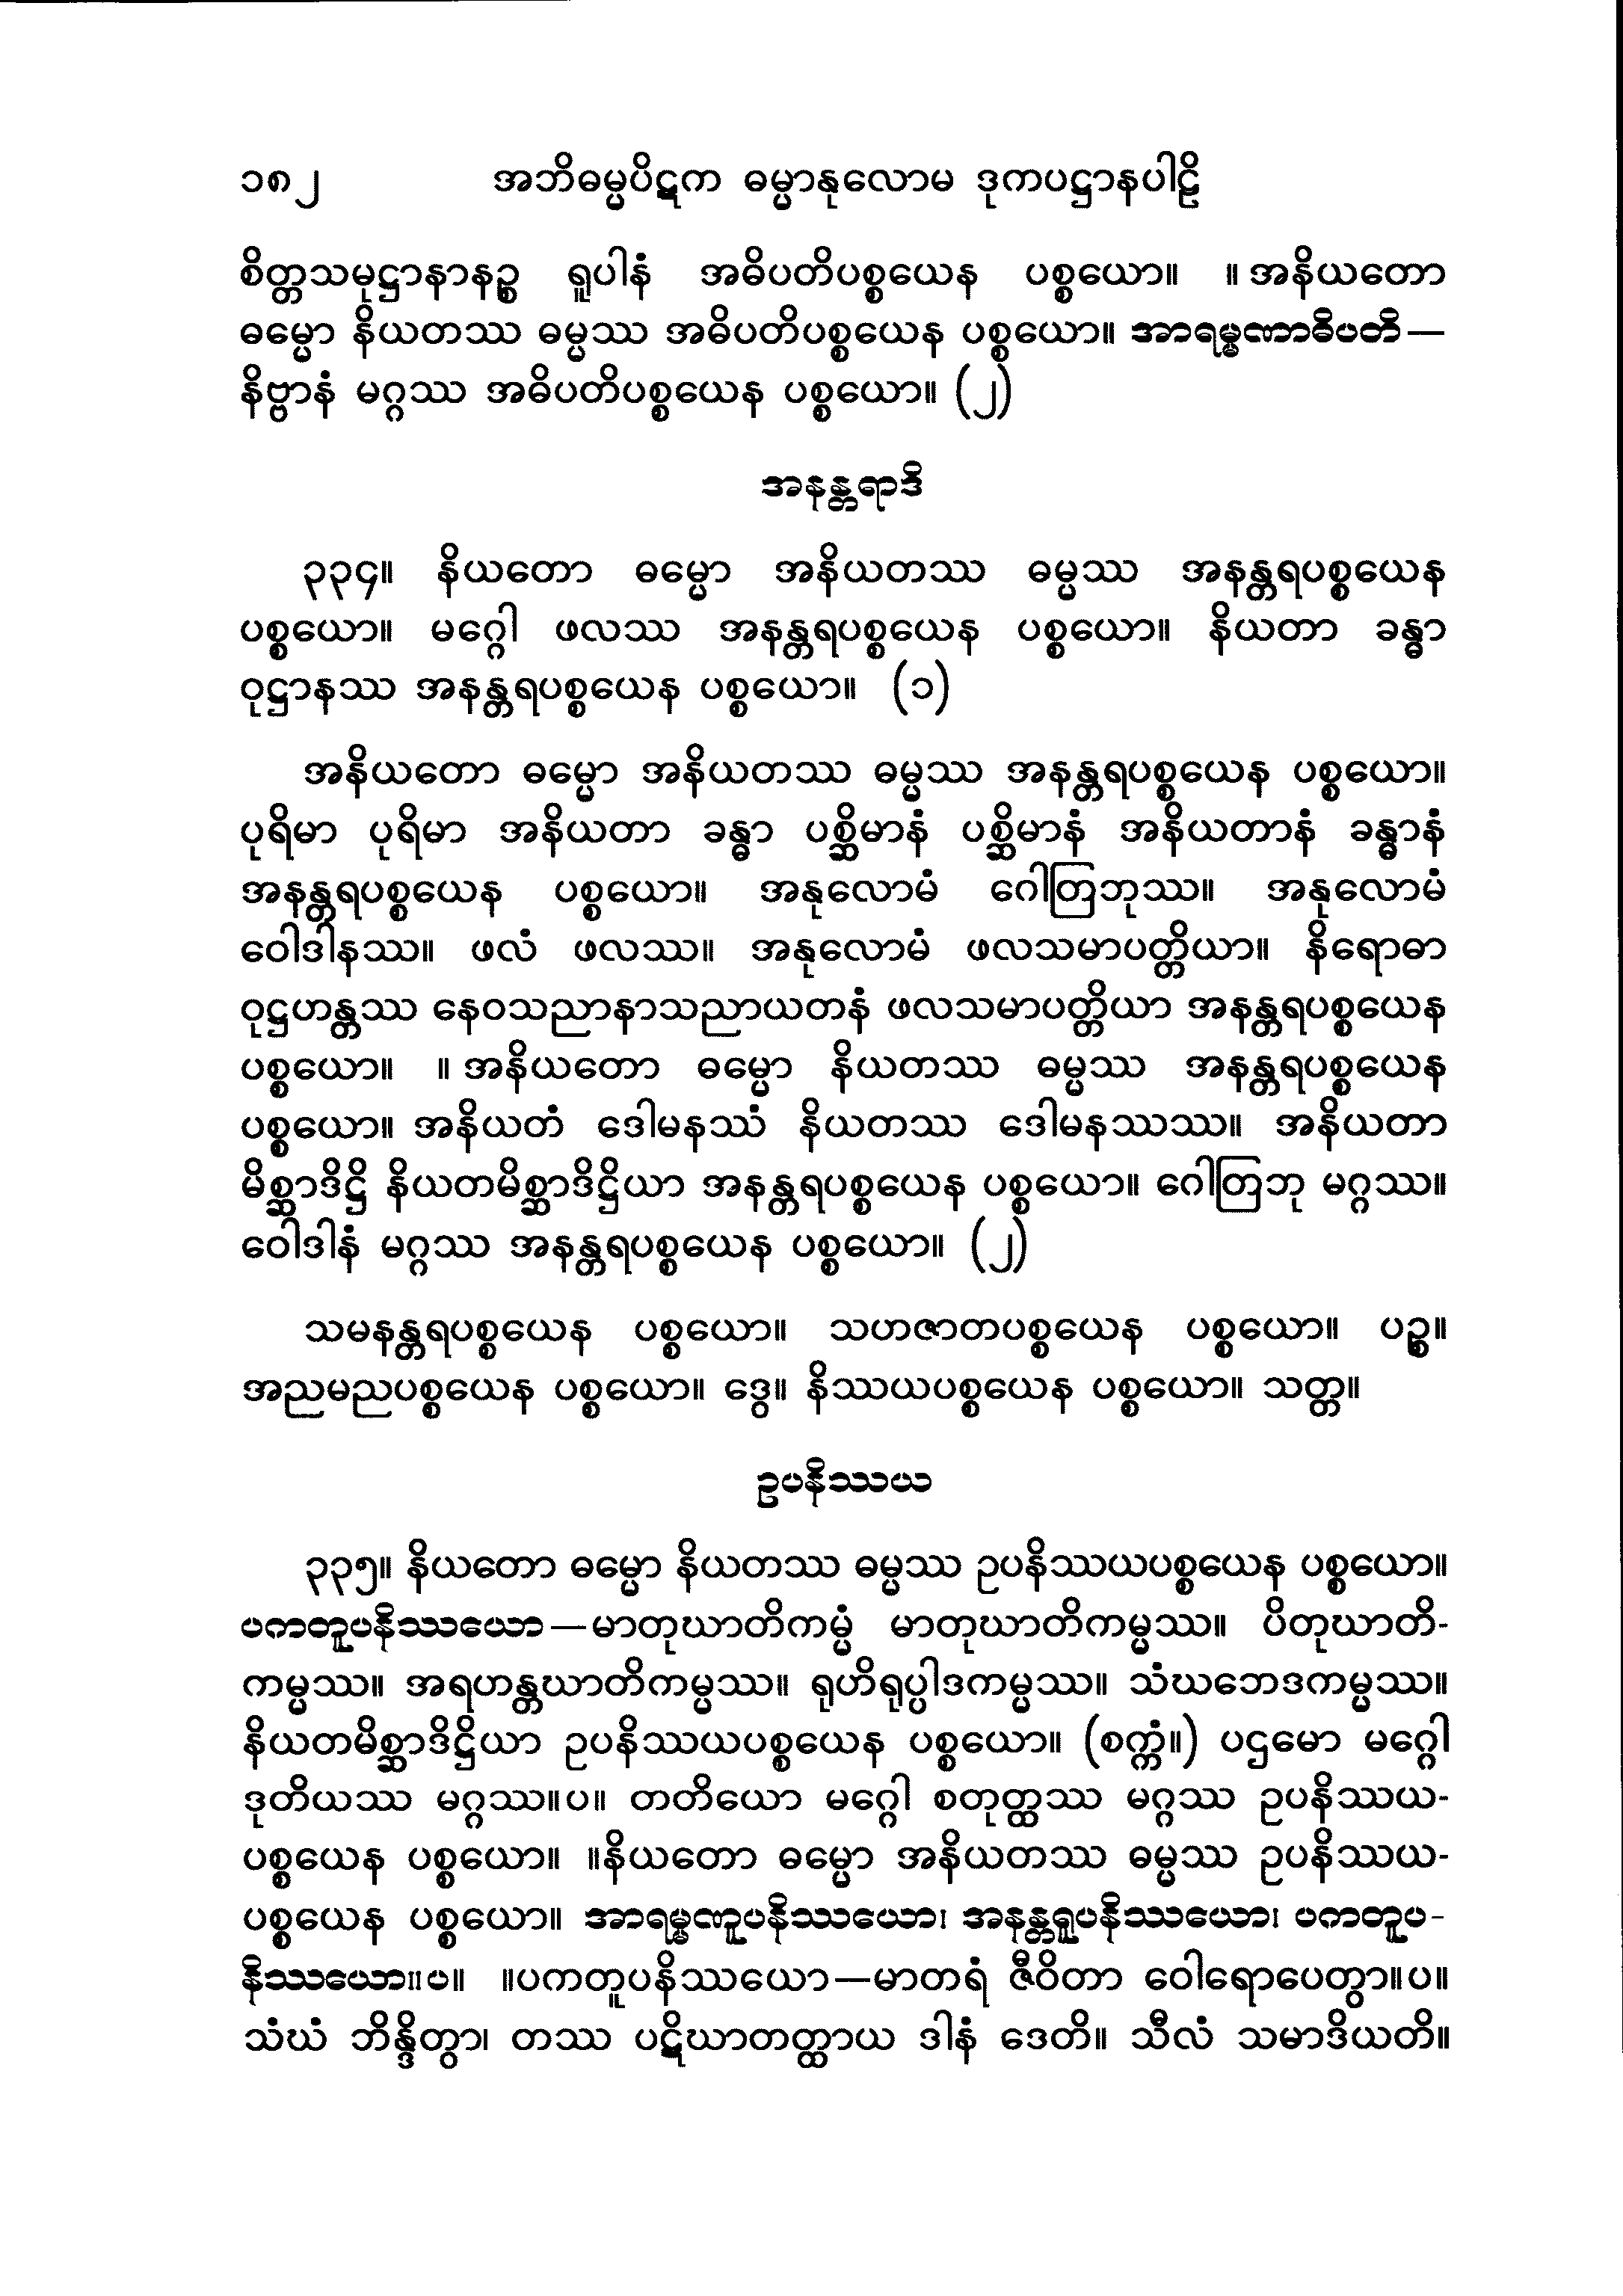 ၁၈၂ အဘိဓမ္မပိဋက ဓမ္မာနုလောမ ဒုကပဋ္ဌာနပါဠိ
စိတ္တသမုဋ္ဌာနာနဉ္စ ရူပါနံ အဓိပတိပစ္စယေန ပစ္စယော။ ။ အနိယတော
ဓမ္မော နိယတဿ ဓမ္မဿ အဓိပတိပစ္စယေန ပစ္စယော။ အာရမ္မဏာဓိပတိ—
နိဗ္ဗာနံ မဂ္ဂဿ အဓိပတိပစ္စယေန ပစ္စယော။ (၂)
အနန္တရာဒိ
၃၃၄။ နိယတော ဓမ္မော အနိယတဿ ဓမ္မဿ အနန္တရပစ္စယေန
ပစ္စယော။ မဂ္ဂေါ ဖလဿ အနန္တရပစ္စယေန ပစ္စယော။ နိယတာ ခန္ဓာ
ဝုဋ္ဌာနဿ အနန္တရပစ္စယေန ပစ္စယော။ (၁)
အနိယတော ဓမ္မော အနိယတဿ ဓမ္မဿ အနန္တရပစ္စယေန ပစ္စယော။
ပုရိမာ ပုရိမာ အနိယတာ ခန္ဓာ ပစ္ဆိမာနံ ပစ္ဆိမာနံ အနိယတာနံ ခန္ဓာနံ
အနန္တရပစ္စယေန ပစ္စယော။ အနုလောမံ ဂေါတြဘုဿ။ အနုလောမံ
ဝေါဒါနဿ။ ဖလံ ဖလဿ။ အနုလောမံ ဖလသမာပတ္တိယာ။ နိရောဓာ
ဝုဋ္ဌဟန္တဿ နေဝသညာနာသညာယတနံ ဖလသမာပတ္တိယာ အနန္တရပစ္စယေန
ပစ္စယော။ ။ အနိယတော ဓမ္မော နိယတဿ ဓမ္မဿ အနန္တရပစ္စယေန
ပစ္စယော။ အနိယတံ ဒေါမနဿံ နိယတဿ ဒေါမနဿဿ။ အနိယတာ
မိစ္ဆာဒိဋ္ဌိ နိယတမိစ္ဆာဒိဋ္ဌိယာ အနန္တရပစ္စယေန ပစ္စယော။ ဂေါတြဘု မဂ္ဂဿ။
ဝေါဒါနံ မဂ္ဂဿ အနန္တရပစ္စယေန ပစ္စယော။ (၂)
သမနန္တရပစ္စယေန ပစ္စယော။ သဟဇာတပစ္စယေန ပစ္စယော။ ပဉ္စ။
အညမညပစ္စယေန ပစ္စယော။ ဒွေ။ နိဿယပစ္စယေန ပစ္စယော။ သတ္တ။
ဥပနိဿယ
၃၃၅။ နိယတော ဓမ္မော နိယတဿ ဓမ္မဿ ဥပနိဿယပစ္စယေန ပစ္စယော။
ပကတူပနိဿယော—မာတုဃာတိကမ္မံ မာတုဃာတိကမ္မဿ။ ပိတုဃာတိ-
ကမ္မဿ။ အရဟန္တဃာတိကမ္မဿ။ ရုဟိရုပ္ပါဒကမ္မဿ။ သံဃဘေဒကမ္မဿ။
နိယတမိစ္ဆာဒိဋ္ဌိယာ ဥပနိဿယပစ္စယေန ပစ္စယော။ (စက္ကံ။) ပဌမော မဂ္ဂေါ
ဒုတိယဿ မဂ္ဂဿ။ပ။ တတိယော မဂ္ဂေါ စတုတ္ထဿ မဂ္ဂဿ ဥပနိဿယ-
ပစ္စယေန ပစ္စယော။ ။နိယတော ဓမ္မော အနိယတဿ ဓမ္မဿ ဥပနိဿယ-
ပစ္စယေန ပစ္စယော။ အာရမ္မဏူပနိဿယော၊ အနန္တရူပနိဿယော၊ ပကတူပ-
နိဿယော။ပ။ ။ပကတူပနိဿယော—မာတရံ ဇီဝိတာ ဝေါရောပေတွာ။ပ။
သံဃံ ဘိန္ဒိတွာ၊ တဿ ပဋိဃာတတ္ထာယ ဒါနံ ဒေတိ။ သီလံ သမာဒိယတိ။